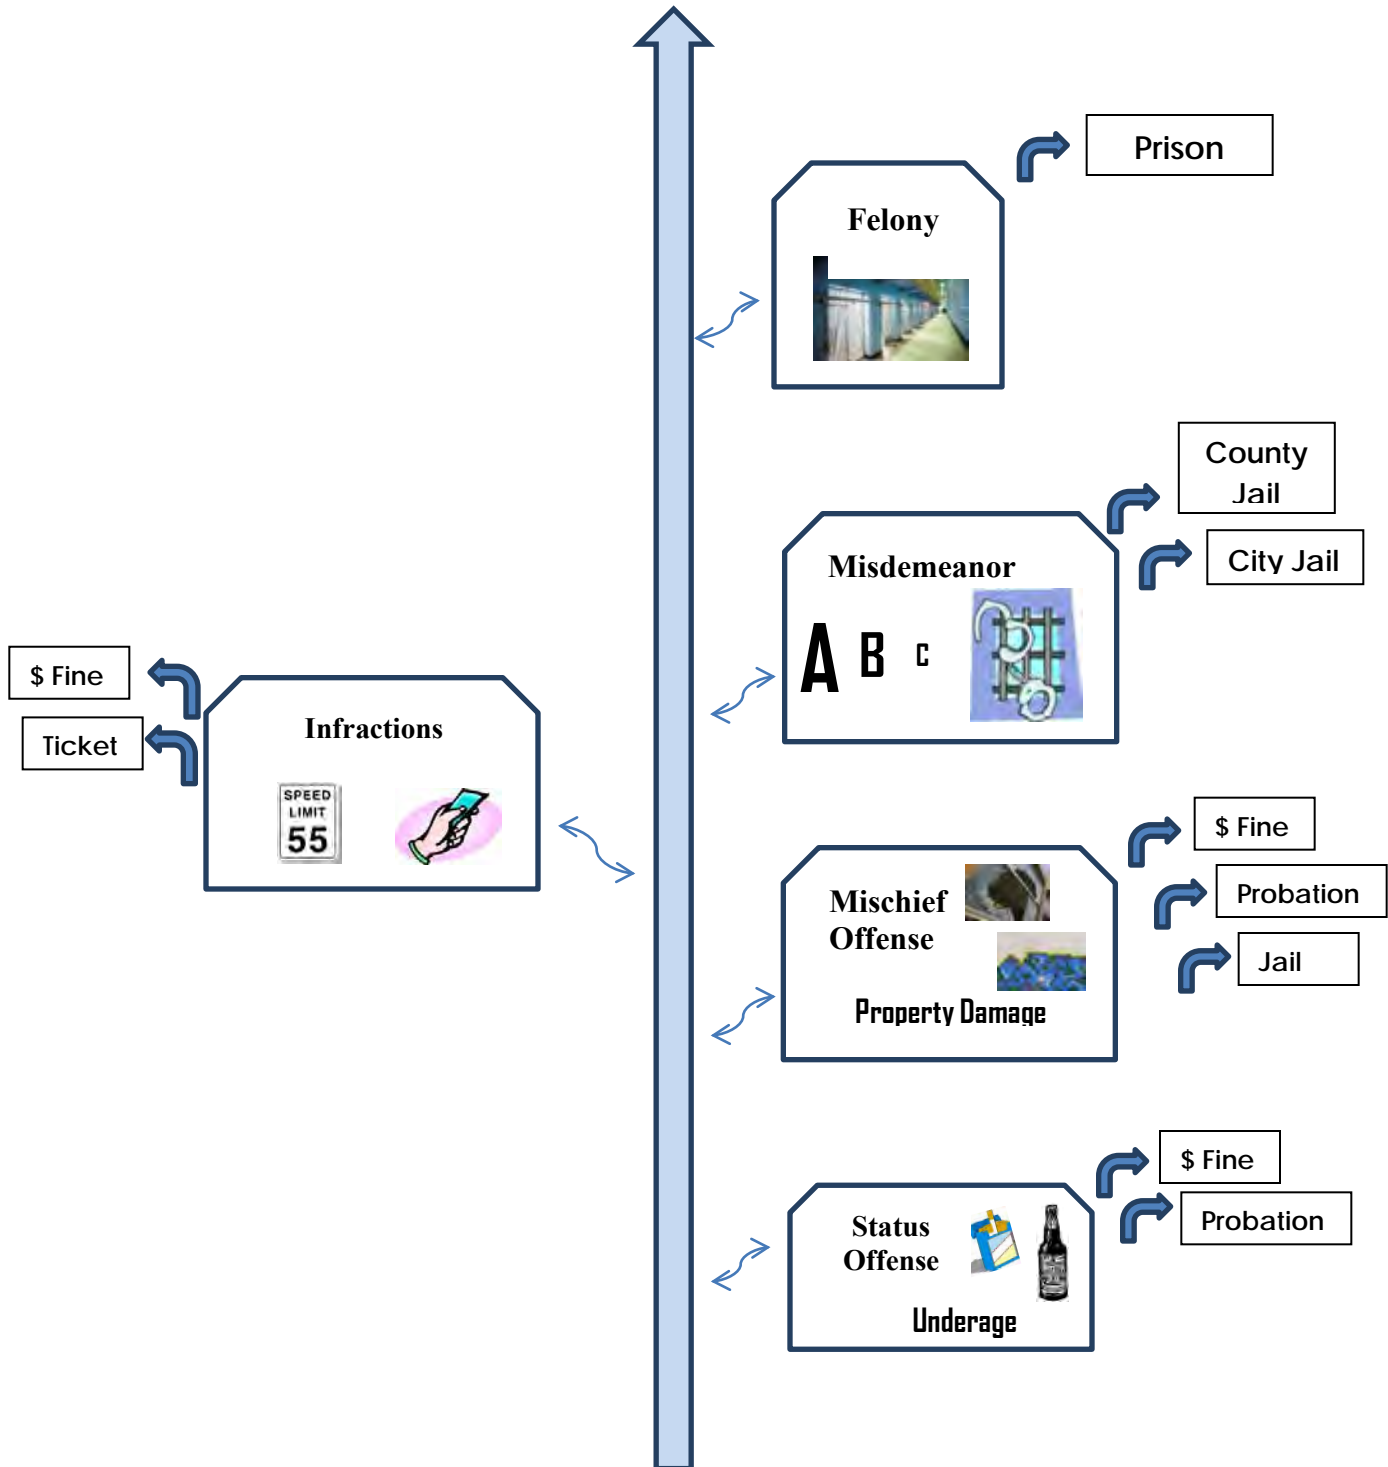 Prison
Felony
County
Jail
City Jail
Misdemeanor
A B C
$ Fine
Ticket
Infractions
SPEED
LIMIT
55
$ Fine
Probation
Jail
Mischief
Offense
Property Damage
$ Fine
Probation
Status
Offense
Underage